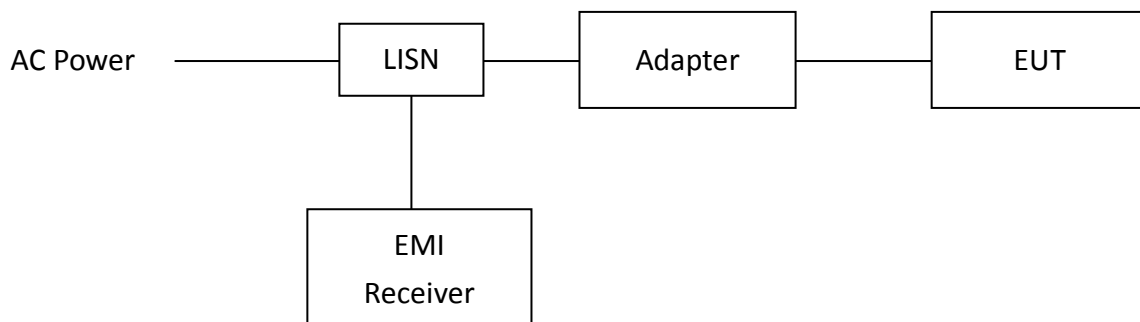 AC Power
LISN
Adapter
EUT
EMI
Receiver